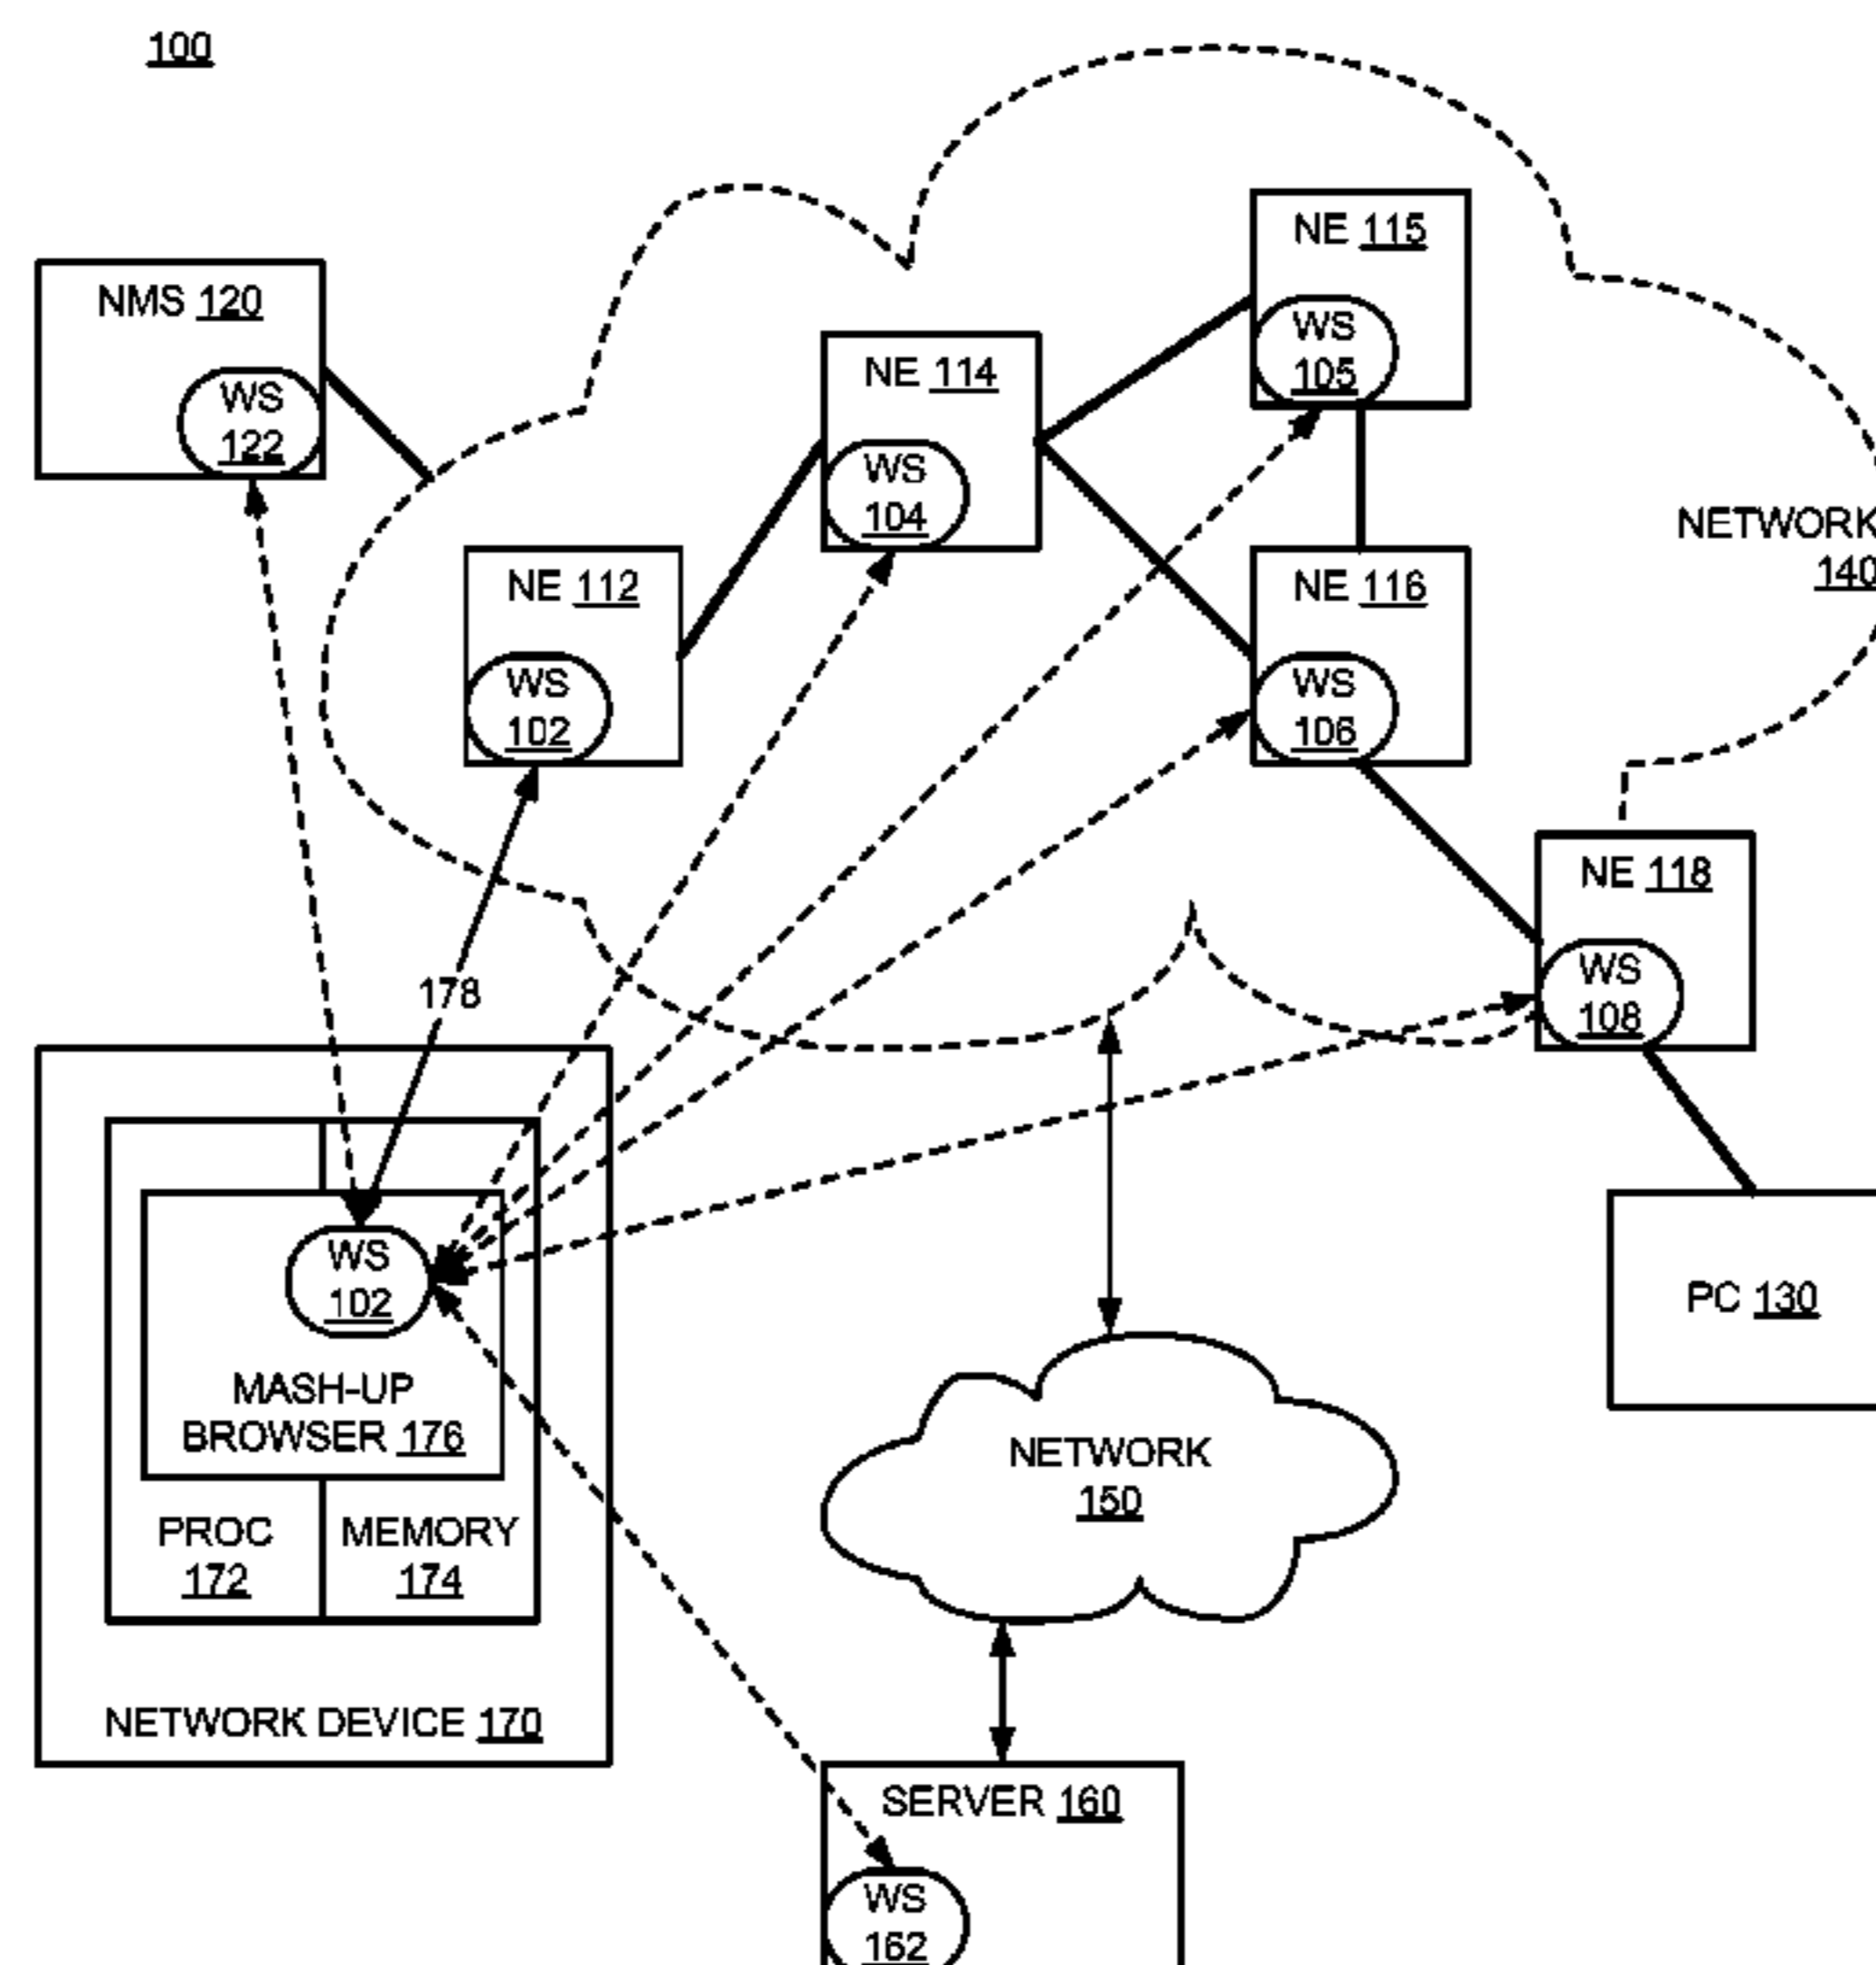 100
NE 115
WS
105
NMS 120
WS
122
NE 114
WS
104
NETWORK
140
NE 112
WS
102
NE 116
WS
106
NE 118
WS
108
178
WS
102
MASH-UP
BROWSER 176
PROC
172
MEMORY
174
NETWORK DEVICE 170
PC 130
NETWORK
150
SERVER 160
WS
162